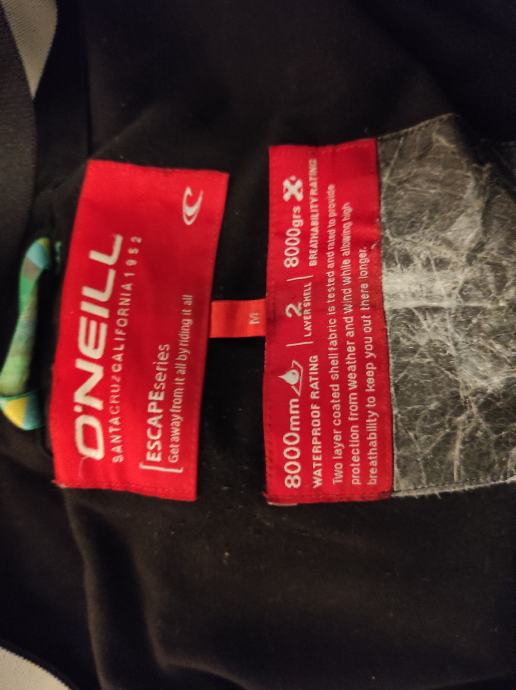 O'NEILL
SANTA CRUZ CALIFORNIA 1952
[ESCAPEseries
Get away from it all by riding it all
M
8000mm | 2 | 8000grs
WATERPROOF RATING LAYER SHELL BREATHABILITY RATING
Two layer coated shell fabric is tested and rated to provide
protection from weather and wind while allowing high
breathability to keep you out there longer.